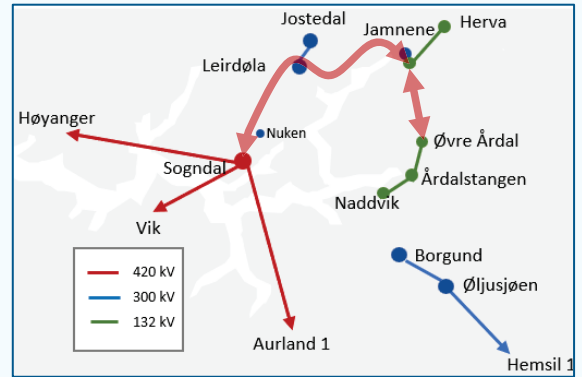 Jostedal
Jamnene
Herva
Leirdøla
Høyanger
Nuken
Øvre Årdal
Sogndal
Årdalstangen
Naddvik
Vik
Borgund
Øljusjøen
420 kV
300 kV
132 kV
Aurland 1
Hemsil 1